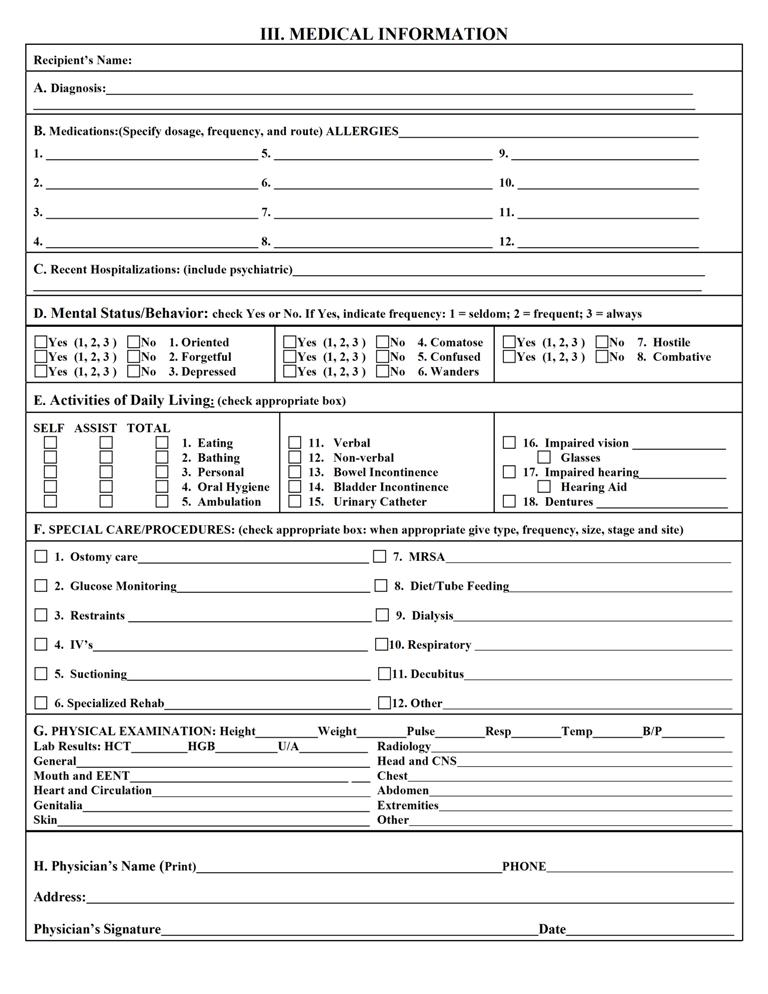 III. MEDICAL INFORMATION
Recipient's Name:
A. Diagnosis:
B. Medications:(Specify dosage, frequency, and route) ALLERGIES
1. 5. 9.
2. 6. 10.
3. 7. 11.
4. 8. 12.
C. Recent Hospitalizations: (include psychiatric)
D. Mental Status/Behavior: check Yes or No. If Yes, indicate frequency: 1 = seldom; 2 = frequent; 3 = always
Yes (1, 2, 3 ) No 1. Oriented Yes (1, 2, 3 ) No 4. Comatose Yes (1, 2, 3 ) No 7. Hostile
Yes (1, 2, 3 ) No 2. Forgetful Yes (1, 2, 3 ) No 5. Confused Yes (1, 2, 3 ) No 8. Combative
Yes (1, 2, 3 ) No 3. Depressed Yes (1, 2, 3 ) No 6. Wanders
E. Activities of Daily Living: (check appropriate box)
SELF ASSIST TOTAL
1. Eating 11. Verbal 16. Impaired vision
2. Bathing 12. Non-verbal Glasses
3. Personal 13. Bowel Incontinence 17. Impaired hearing
4. Oral Hygiene 14. Bladder Incontinence Hearing Aid
5. Ambulation 15. Urinary Catheter 18. Dentures
F. SPECIAL CARE/PROCEDURES: (check appropriate box: when appropriate give type, frequency, size, stage and site)
1. Ostomy care 7. MRSA
2. Glucose Monitoring 8. Diet/Tube Feeding
3. Restraints 9. Dialysis
4. IV's 10. Respiratory
5. Suctioning 11. Decubitus
6. Specialized Rehab 12. Other
G. PHYSICAL EXAMINATION: Height Weight Pulse Resp Temp B/P
Lab Results: HCT HGB U/A Radiology
General Head and CNS
Mouth and EENT Chest
Heart and Circulation Abdomen
Genitalia Extremities
Skin Other
H. Physician's Name (Print) PHONE
Address:
Physician's Signature Date